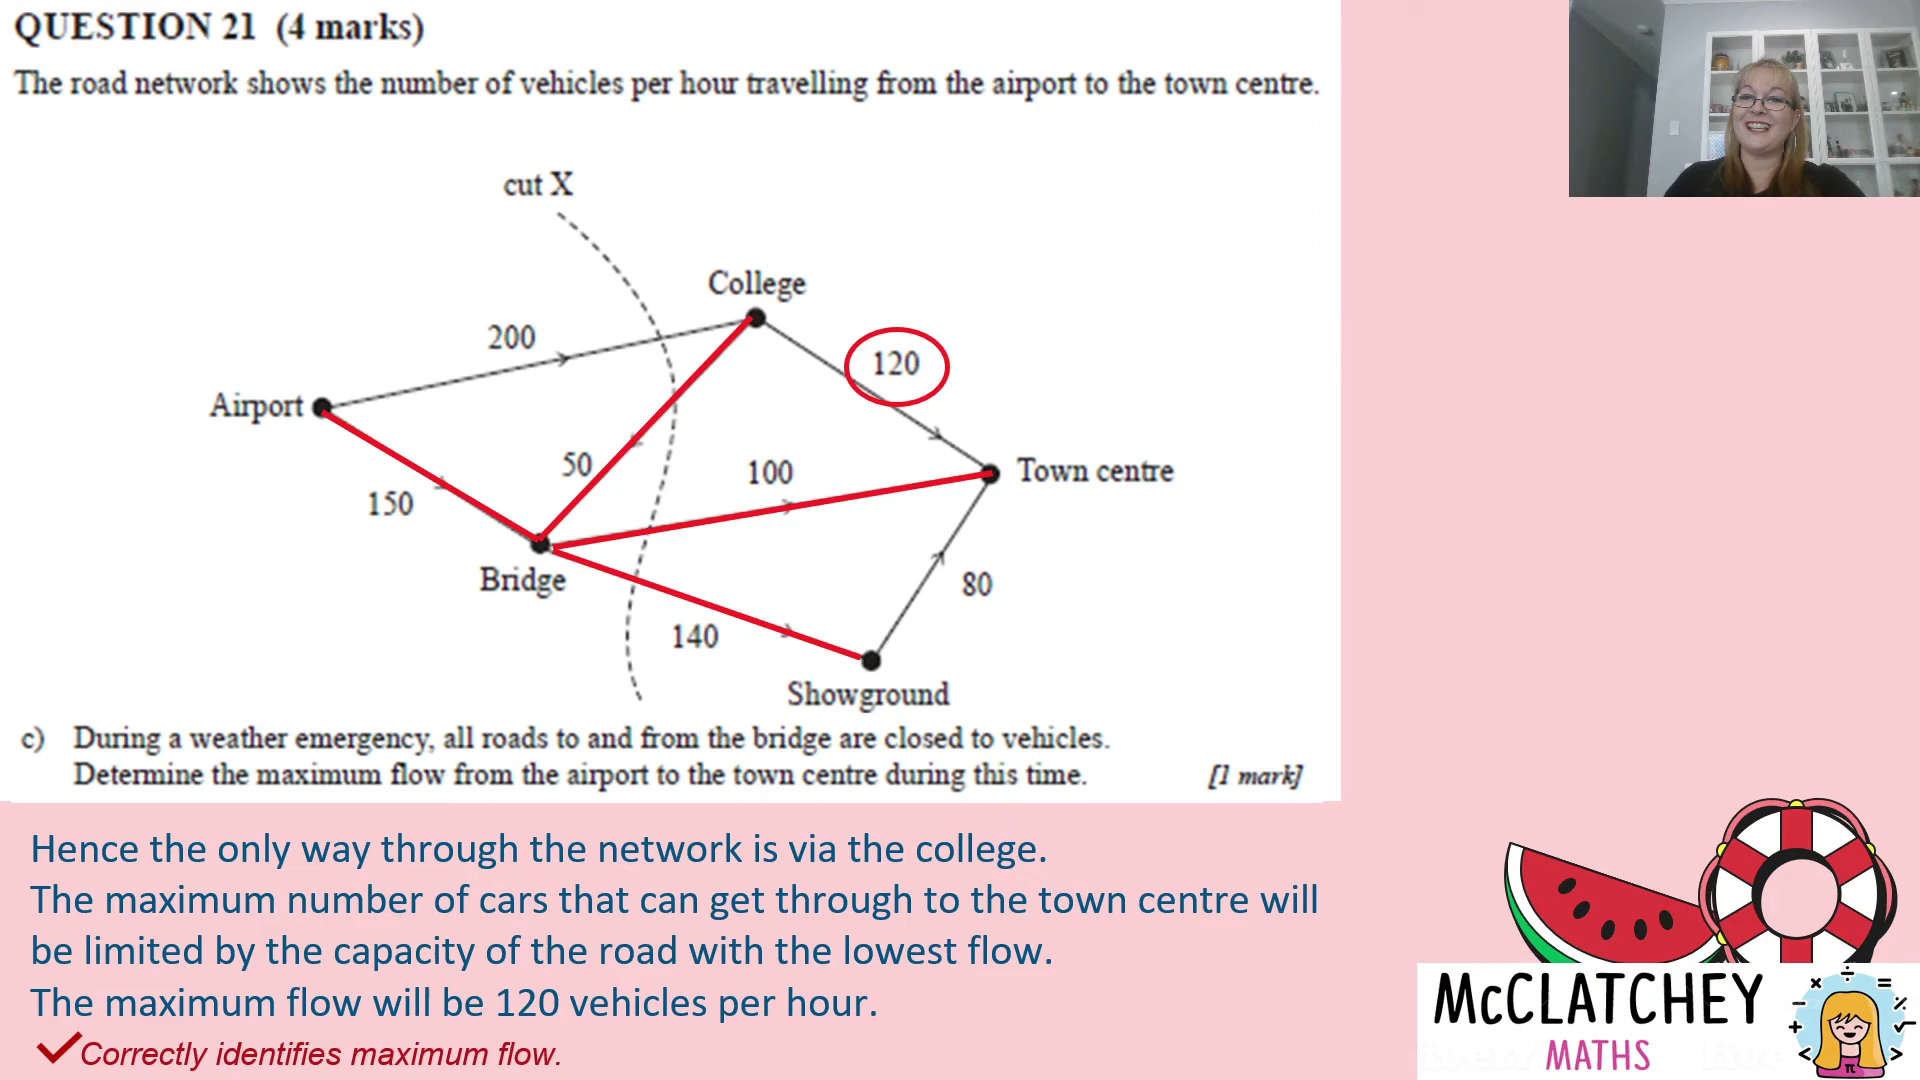 QUESTION 21 (4 marks)
The road network shows the number of vehicles per hour travelling from the airport to the town centre.
cut X
College
200
120
Airport
50
100
Town centre
150
Bridge
80
140
Showground
c) During a weather emergency, all roads to and from the bridge are closed to vehicles.
Determine the maximum flow from the airport to the town centre during this time. [1 mark]
Hence the only way through the network is via the college.
The maximum number of cars that can get through to the town centre will
be limited by the capacity of the road with the lowest flow.
The maximum flow will be 120 vehicles per hour.
Correctly identifies maximum flow.
McCLATCHEY
MATHS